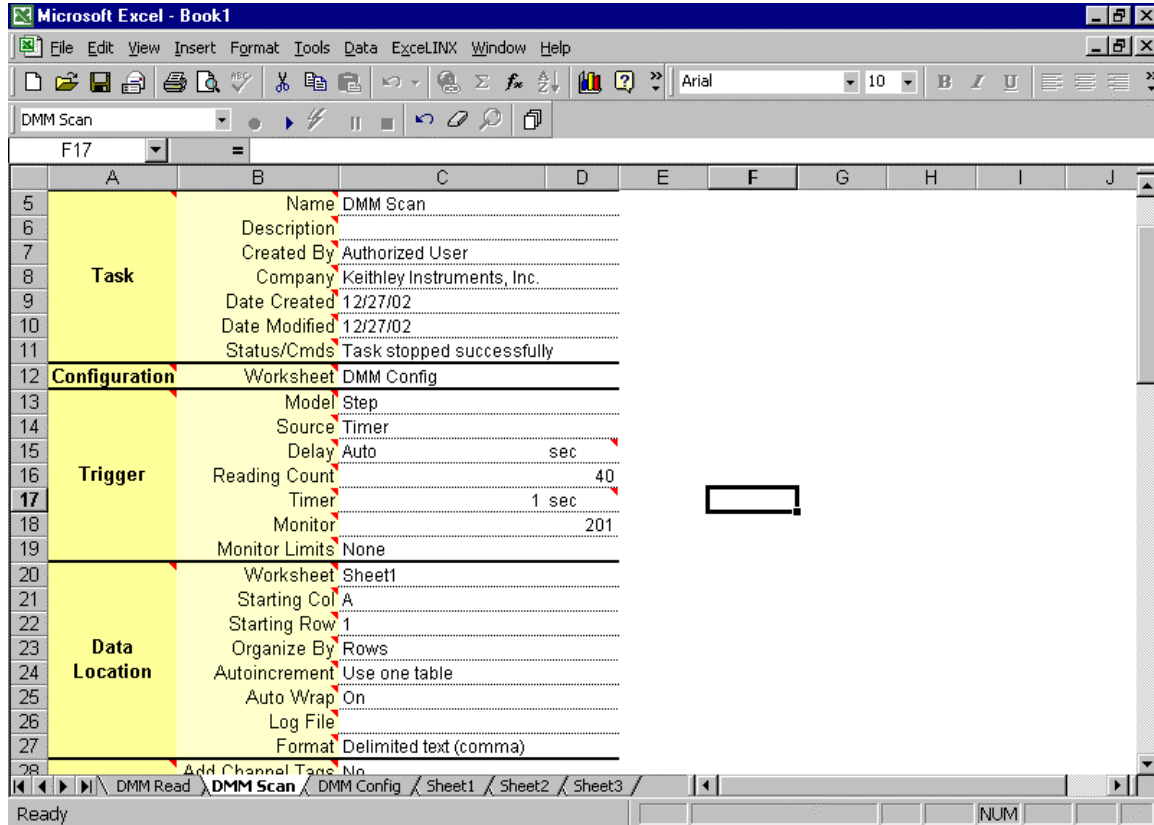 Microsoft Excel - Book1
File Edit View Insert Format Tools Data ExceLINX Window Help
Arial 10 B I U
DMM Scan
F17 =
A B C D E F G H I J
5 Name DMM Scan
6 Description
7 Created By Authorized User
8 Task Company Keithley Instruments, Inc.
9 Date Created 12/27/02
10 Date Modified 12/27/02
11 Status/Cmds Task stopped successfully
12 Configuration Worksheet DMM Config
13 Model Step
14 Source Timer
15 Delay Auto sec
16 Trigger Reading Count 40
17 Timer 1 sec
18 Monitor 201
19 Monitor Limits None
20 Worksheet Sheet1
21 Starting Col A
22 Starting Row 1
23 Data Organize By Rows
24 Location Autoincrement Use one table
25 Auto Wrap On
26 Log File
27 Format Delimited text (comma)
28 Add Channel Tags No
DMM Read DMM Scan DMM Config Sheet1 Sheet2 Sheet3
Ready NUM